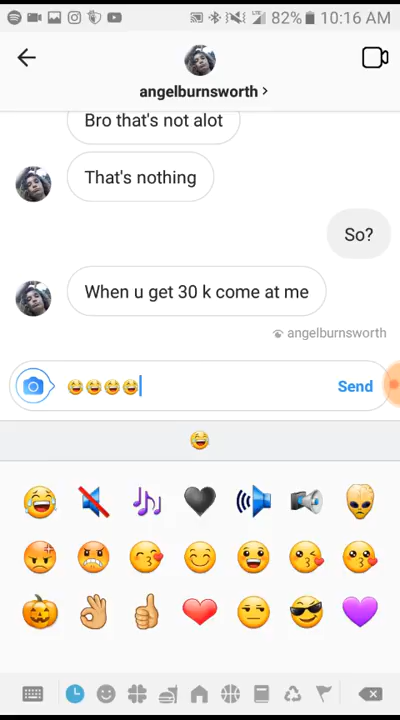 82% 10:16 AM
angelburnsworth >
Bro that's not alot
That's nothing
So?
When u get 30 k come at me
angelburnsworth
😂😂😂😂 Send